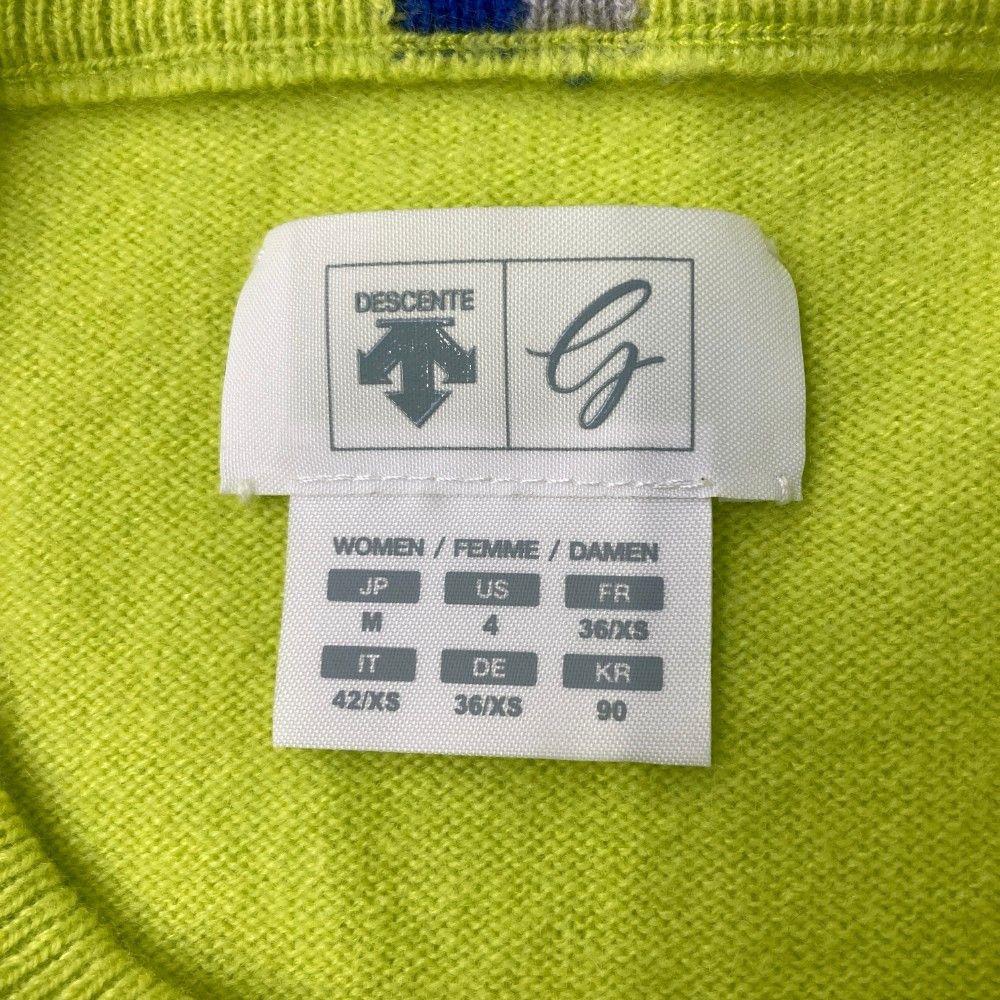 DESCENTE
WOMEN / FEMME / DAMEN
JP US FR
M 4 36/XS
IT DE KR
42/XS 36/XS 90